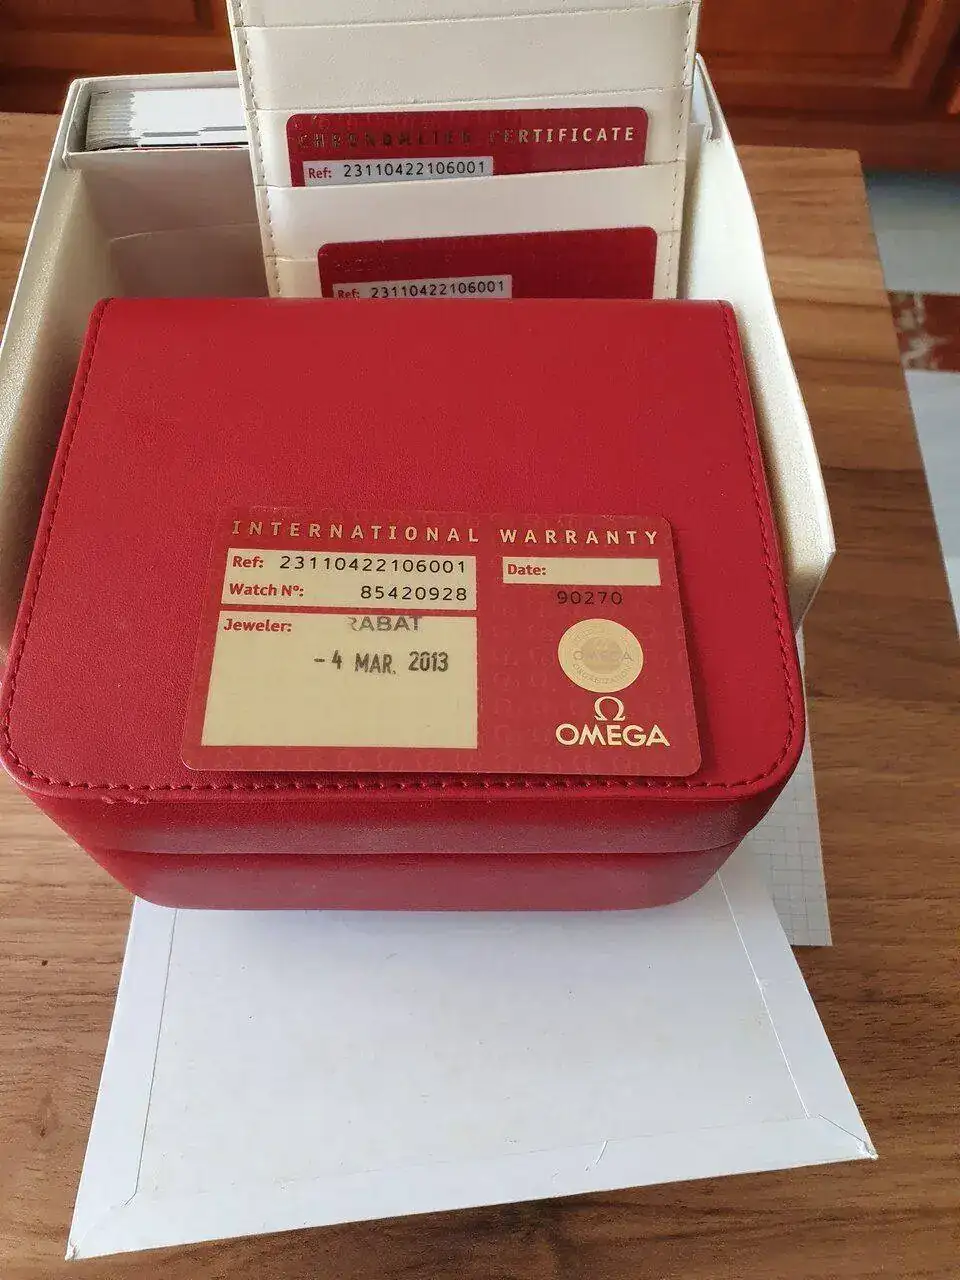 CHRONOMETER CERTIFICATE
Ref: 23110422106001
Ref: 23110422106001
INTERNATIONAL WARRANTY
Ref: 23110422106001
Watch Nº: 85420928
Date:
90270
Jeweler: RABAT
-4 MAR. 2013
OMEGA
Ω
OMEGA